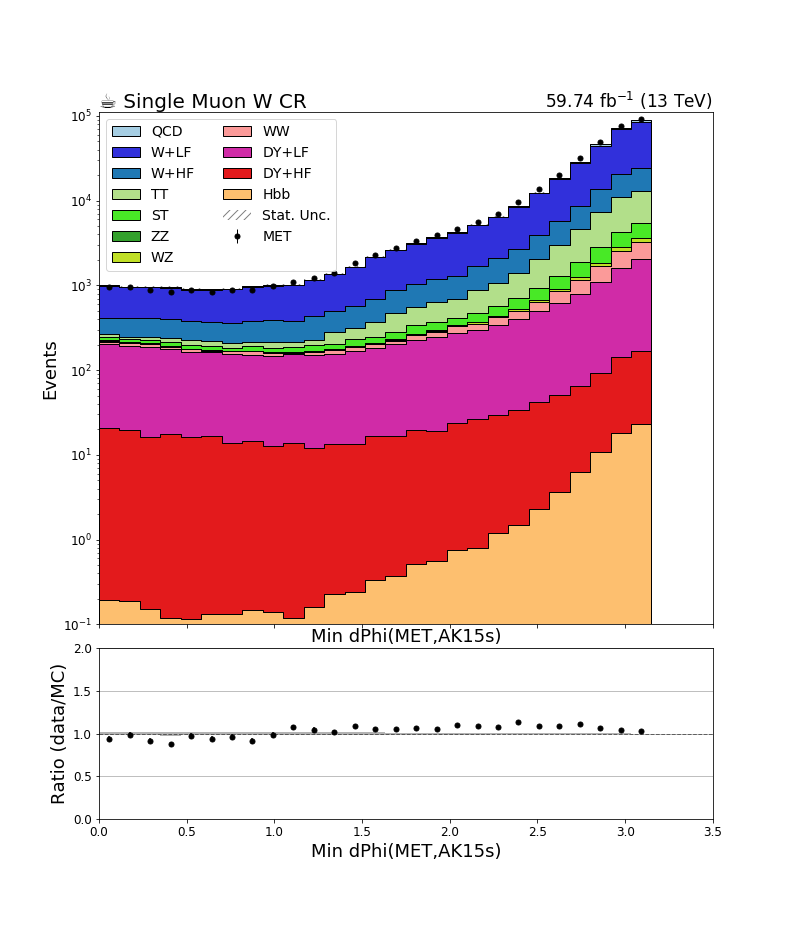 ☕ Single Muon W CR
59.74 fb⁻¹ (13 TeV)
QCD
W+LF
W+HF
TT
ST
ZZ
WZ
WW
DY+LF
DY+HF
Hbb
Stat. Unc.
MET
Events
10⁵
10⁴
10³
10²
10¹
10⁰
10⁻¹
Min dPhi(MET,AK15s)
Ratio (data/MC)
2.0
1.5
1.0
0.5
0.0
0.0 0.5 1.0 1.5 2.0 2.5 3.0 3.5
Min dPhi(MET,AK15s)